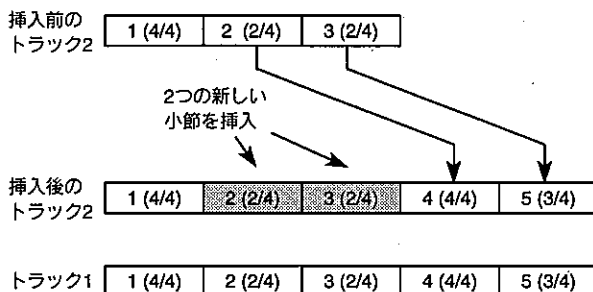 挿入前の
トラック2
1 (4/4) 2 (2/4) 3 (2/4)
2つの新しい
小節を挿入
挿入後の
トラック2
1 (4/4) 2 (2/4) 3 (2/4) 4 (4/4) 5 (3/4)
トラック1 1 (4/4) 2 (2/4) 3 (2/4) 4 (4/4) 5 (3/4)